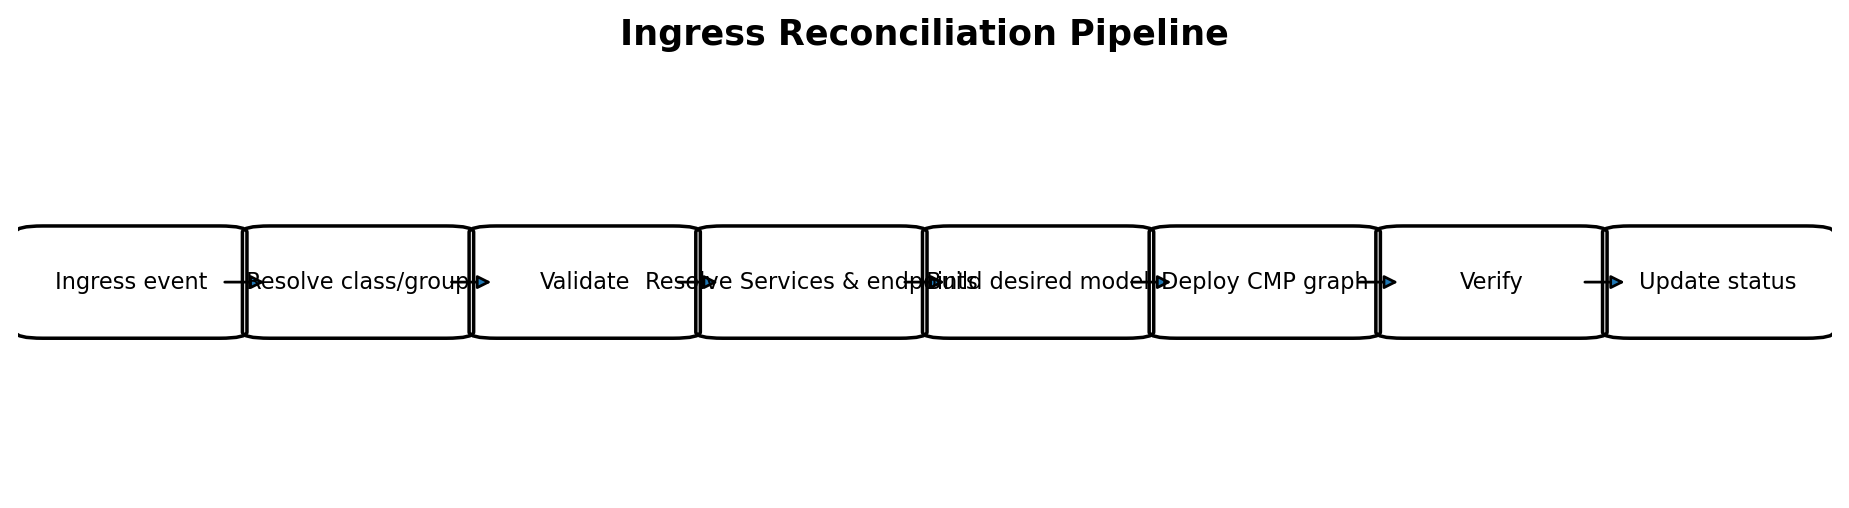 Ingress Reconciliation Pipeline
Ingress event
Resolve class/group
Validate
Resolve Services & endpoints
Build desired model
Deploy CMP graph
Verify
Update status